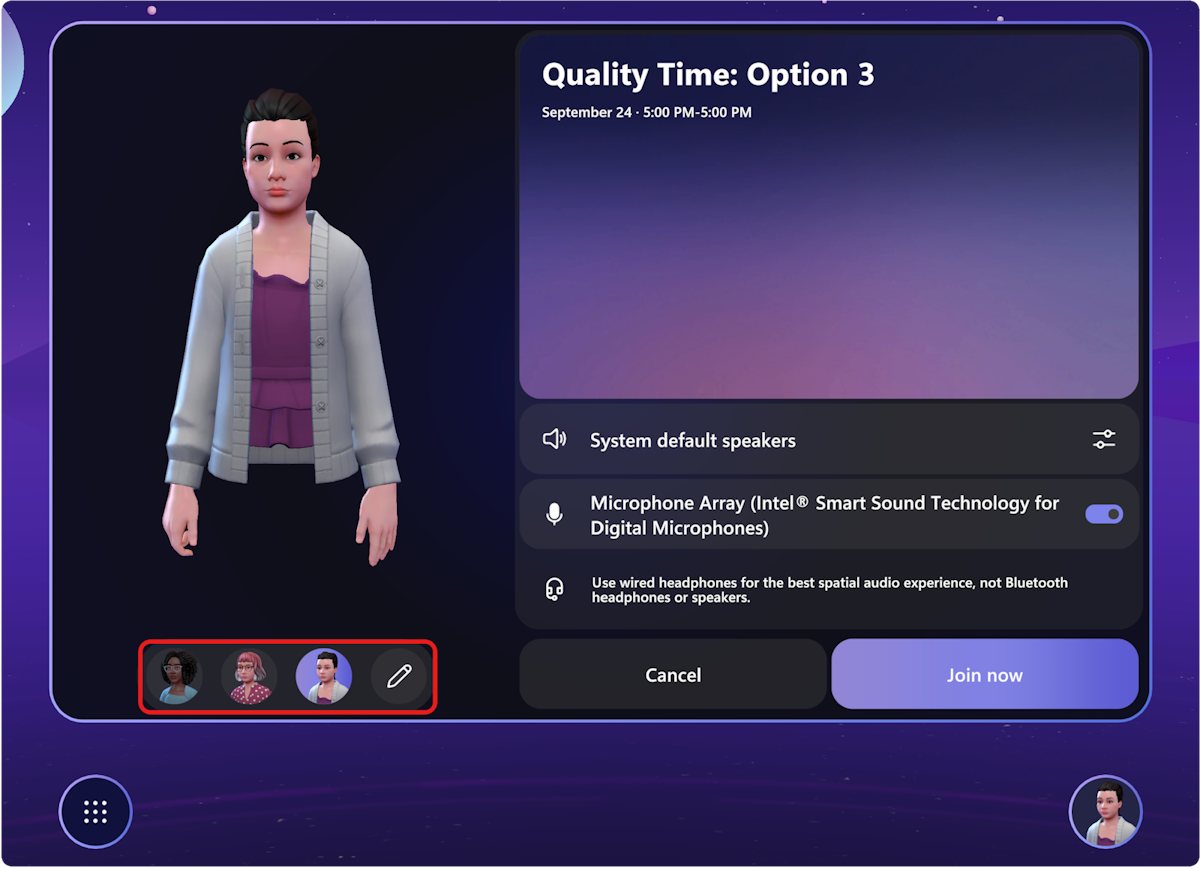 Quality Time: Option 3
September 24 · 5:00 PM-5:00 PM
System default speakers
Microphone Array (Intel® Smart Sound Technology for
Digital Microphones)
Use wired headphones for the best spatial audio experience, not Bluetooth
headphones or speakers.
Cancel
Join now